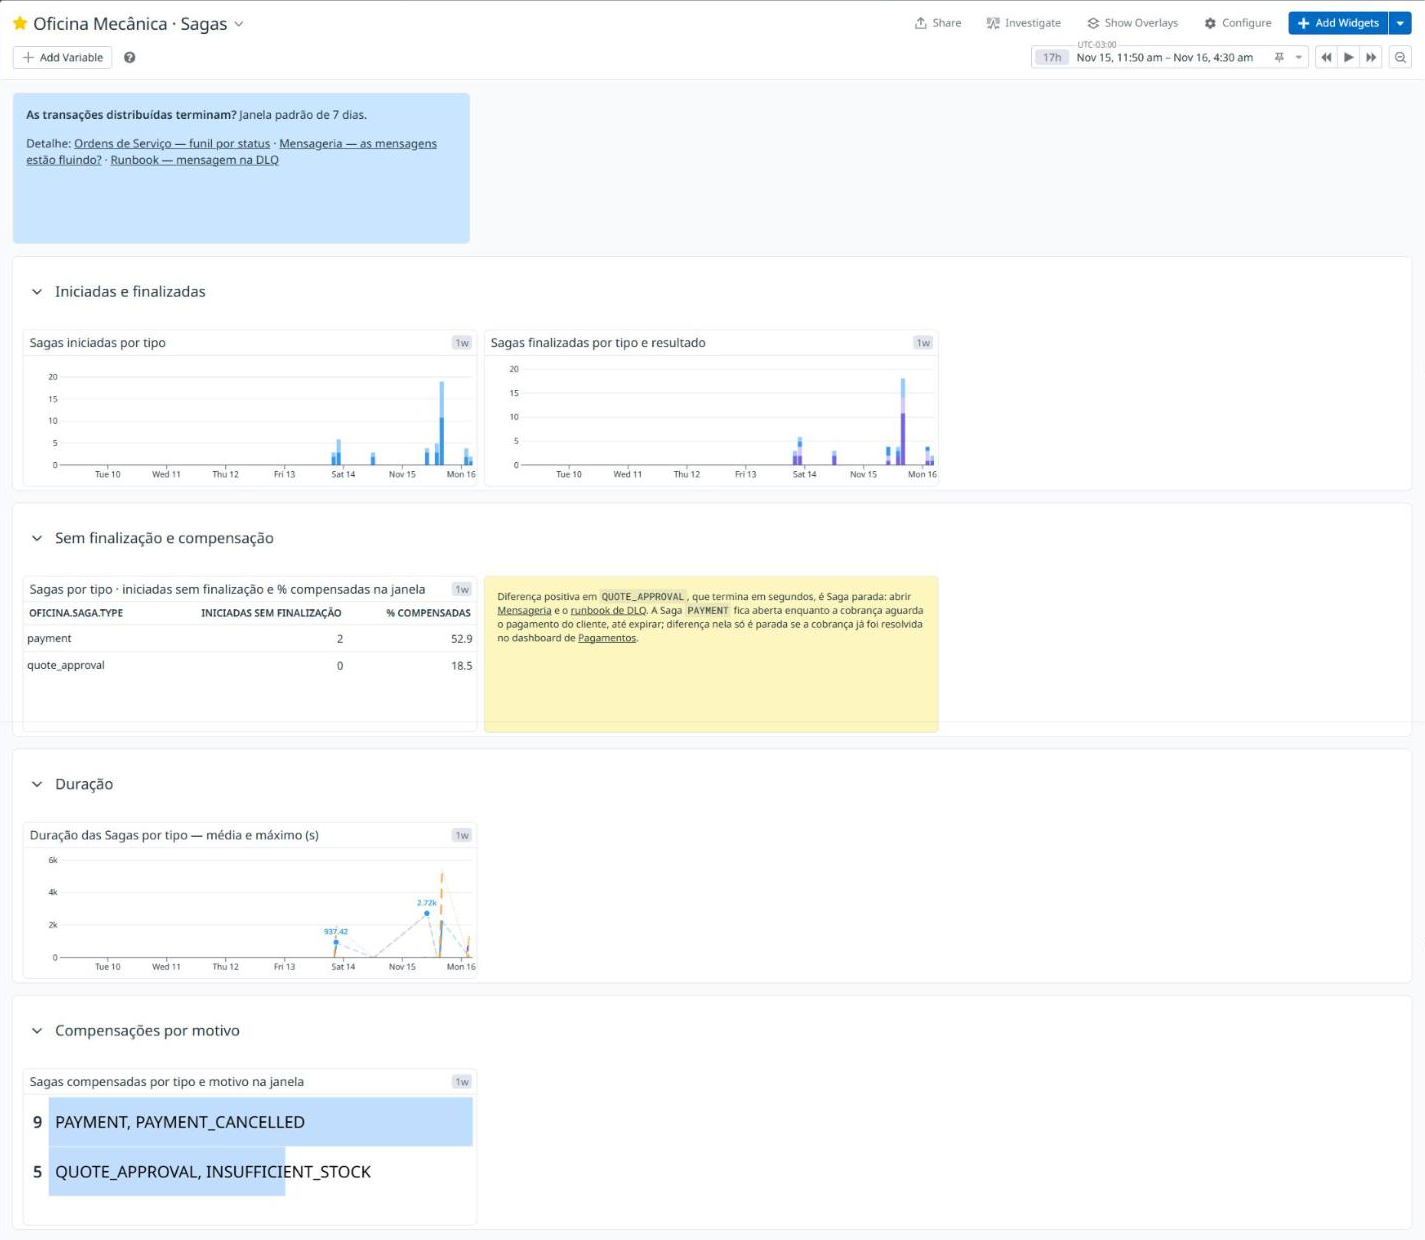 Oficina Mecânica · Sagas
Share
Investigate
Show Overlays
Configure
Add Widgets
Add Variable
UTC-03:00
17h
Nov 15, 11:50 am – Nov 16, 4:30 am
As transações distribuídas terminam? Janela padrão de 7 dias.
Detalhe: Ordens de Serviço — funil por status · Mensageria — as mensagens
estão fluindo? · Runbook — mensagem na DLQ
Iniciadas e finalizadas
Sagas iniciadas por tipo
1w
20
15
10
5
0
Tue 10 Wed 11 Thu 12 Fri 13 Sat 14 Nov 15 Mon 16
Sagas finalizadas por tipo e resultado
1w
20
15
10
5
0
Tue 10 Wed 11 Thu 12 Fri 13 Sat 14 Nov 15 Mon 16
Sem finalização e compensação
Sagas por tipo · iniciadas sem finalização e % compensadas na janela
1w
OFICINA.SAGA.TYPE INICIADAS SEM FINALIZAÇÃO % COMPENSADAS
payment 2 52.9
quote_approval 0 18.5
Diferença positiva em QUOTE_APPROVAL, que termina em segundos, é Saga parada: abrir
Mensageria e o runbook de DLQ. A Saga PAYMENT fica aberta enquanto a cobrança aguarda
o pagamento do cliente, até expirar; diferença nela só é parada se a cobrança já foi resolvida
no dashboard de Pagamentos.
Duração
Duração das Sagas por tipo — média e máximo (s)
1w
6k
4k
2k
0
937.42
2.72k
Tue 10 Wed 11 Thu 12 Fri 13 Sat 14 Nov 15 Mon 16
Compensações por motivo
Sagas compensadas por tipo e motivo na janela
1w
9 PAYMENT, PAYMENT_CANCELLED
5 QUOTE_APPROVAL, INSUFFICIENT_STOCK